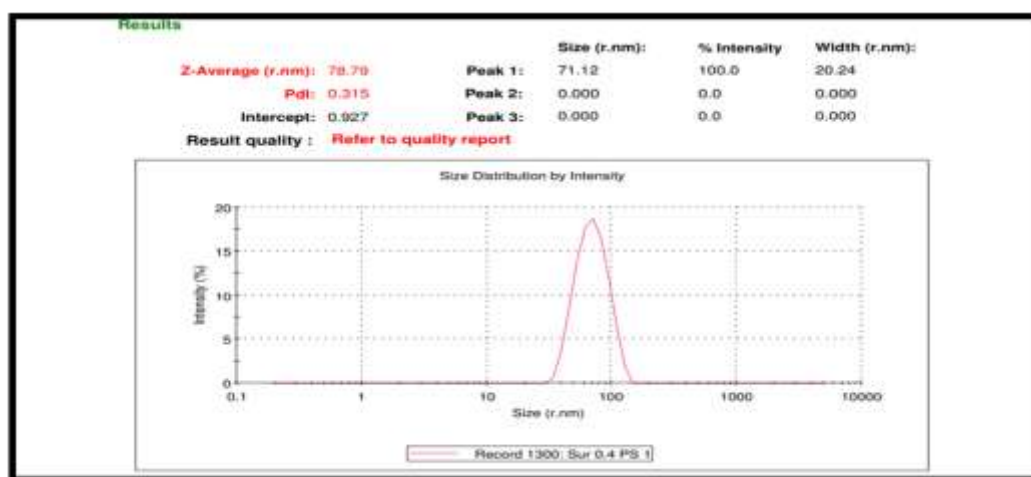 Results
Size (r.nm): % Intensity Width (r.nm):
Z-Average (r.nm): 78.79 Peak 1: 71.12 100.0 20.24
PdI: 0.315 Peak 2: 0.000 0.0 0.000
Intercept: 0.927 Peak 3: 0.000 0.0 0.000
Result quality : Refer to quality report
Size Distribution by Intensity
20
15
10
5
0
Intensity (%)
0.1 1 10 100 1000 10000
Size (r.nm)
Record 1300: Sur 0.4 PS 1